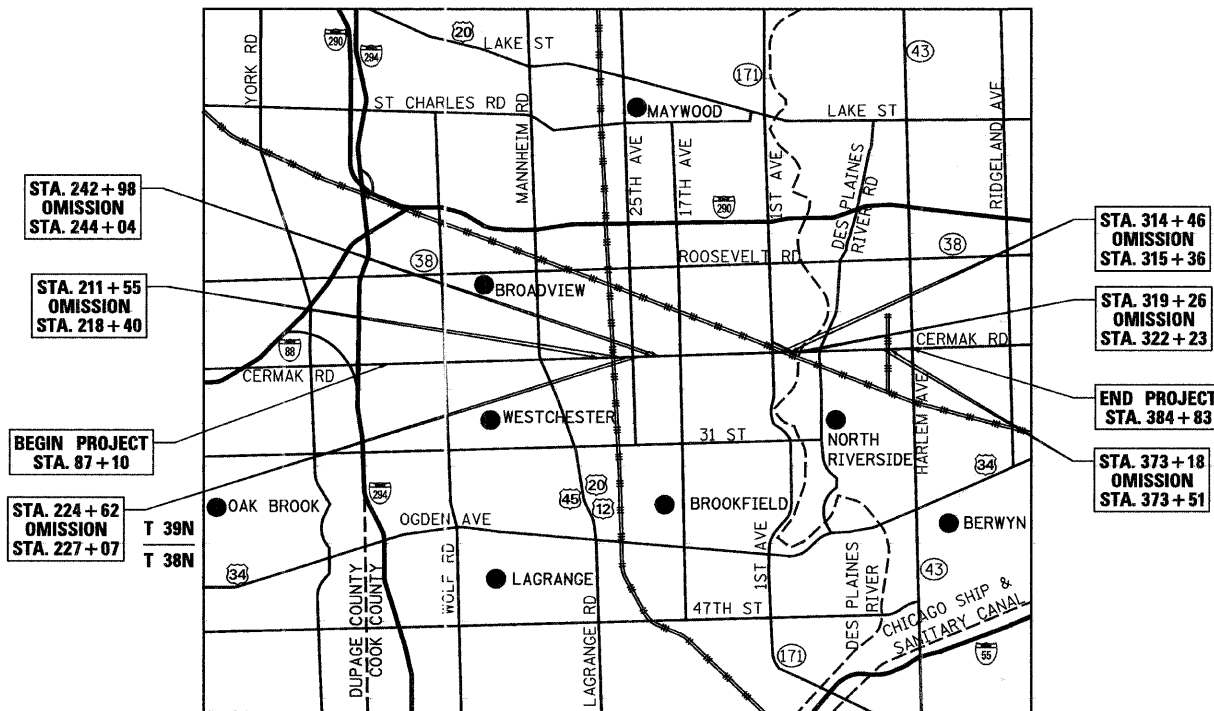 YORK RD
290
294
20
LAKE ST
171
43
RIDGELAND AVE
ST CHARLES RD
MANNHEIM RD
MAYWOOD
LAKE ST
25TH AVE
17TH AVE
1ST AVE
DES PLAINES
RIVER RD
290
STA. 242+98
OMISSION
STA. 244+04
STA. 314+46
OMISSION
STA. 315+36
38
ROOSEVELT RD
38
BROADVIEW
STA. 211+55
OMISSION
STA. 218+40
STA. 319+26
OMISSION
STA. 322+23
88
CERMAK RD
CERMAK RD
HARLEM AVE
END PROJECT
STA. 384+83
WESTCHESTER
31 ST
NORTH
RIVERSIDE
BEGIN PROJECT
STA. 87+10
34
STA. 373+18
OMISSION
STA. 373+51
294
45
20
12
OAK BROOK
BROOKFIELD
BERWYN
STA. 224+62
OMISSION
STA. 227+07
T 39N
T 38N
OGDEN AVE
34
WOLF RD
1ST AVE
LAGRANGE
43
DUPAGE COUNTY
COOK COUNTY
LAGRANGE RD
47TH ST
DES PLAINES
RIVER
CHICAGO SHIP &
SANITARY CANAL
171
55